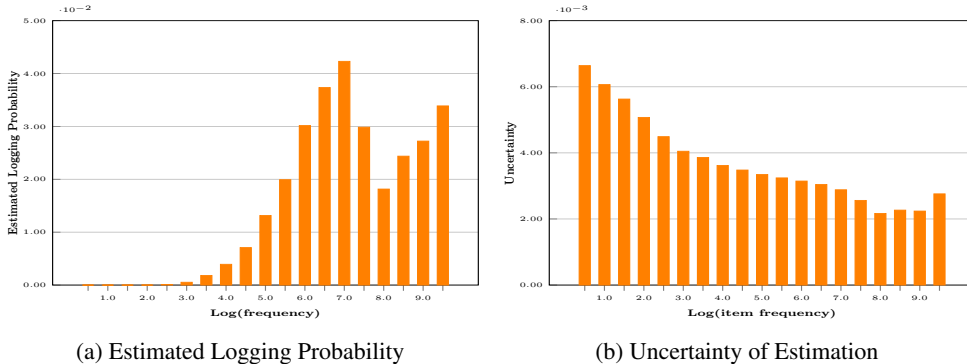 ·10⁻²
5.00
4.00
3.00
2.00
1.00
0.00
Estimated Logging Probability
1.0 2.0 3.0 4.0 5.0 6.0 7.0 8.0 9.0
Log(frequency)
(a) Estimated Logging Probability
·10⁻³
8.00
6.00
4.00
2.00
0.00
Uncertainty
1.0 2.0 3.0 4.0 5.0 6.0 7.0 8.0 9.0
Log(item frequency)
(b) Uncertainty of Estimation